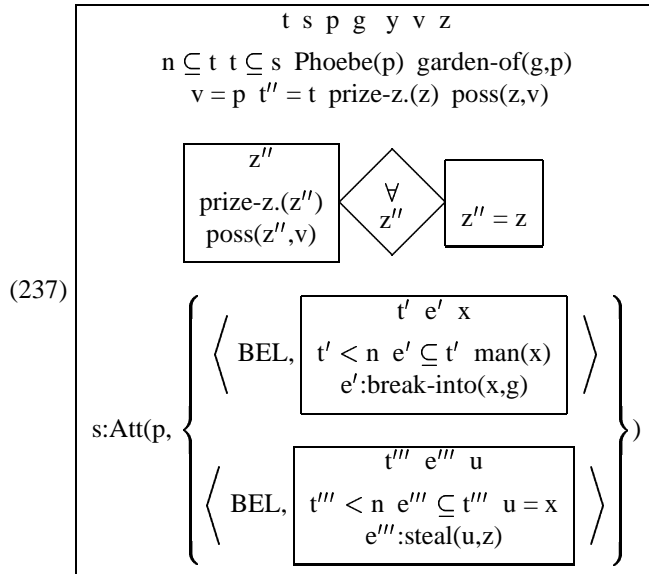 t s p g y v z
n ⊆ t t ⊆ s Phoebe(p) garden-of(g,p)
v = p t′′ = t prize-z.(z) poss(z,v)
z′′
prize-z.(z′′)
poss(z′′,v)
∀
z′′
z′′ = z
(237)
t′ e′ x
⟨ BEL, t′ < n e′ ⊆ t′ man(x) ⟩
e′:break-into(x,g)
s:Att(p, { })
t′′′ e′′′ u
⟨ BEL, t′′′ < n e′′′ ⊆ t′′′ u = x ⟩
e′′′:steal(u,z)